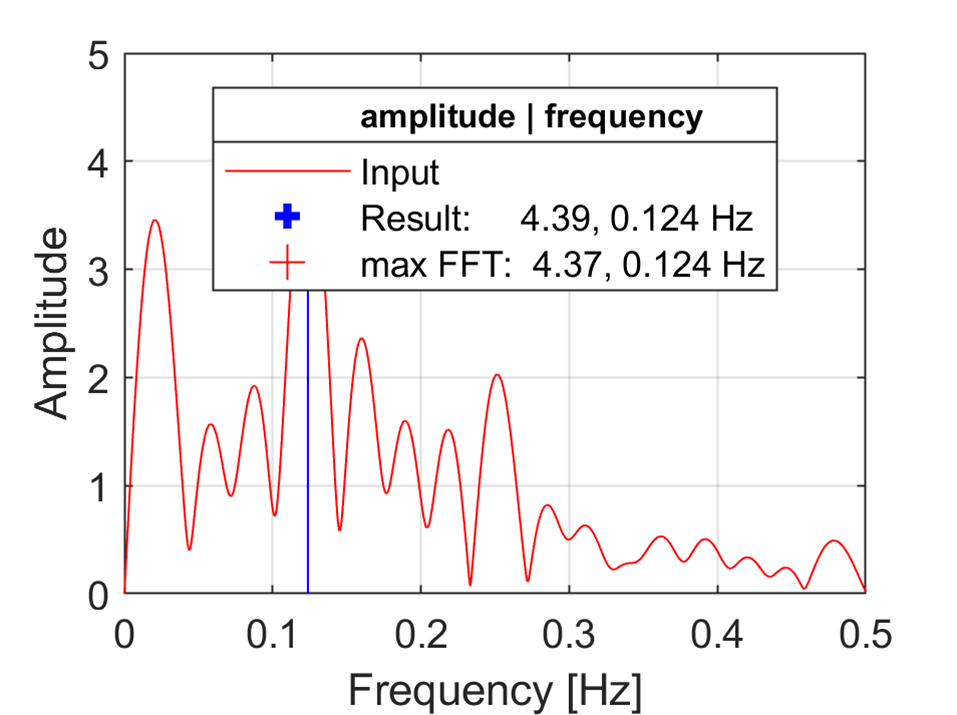 5
4
3
2
1
0
Amplitude
amplitude | frequency
Input
Result: 4.39, 0.124 Hz
max FFT: 4.37, 0.124 Hz
0 0.1 0.2 0.3 0.4 0.5
Frequency [Hz]